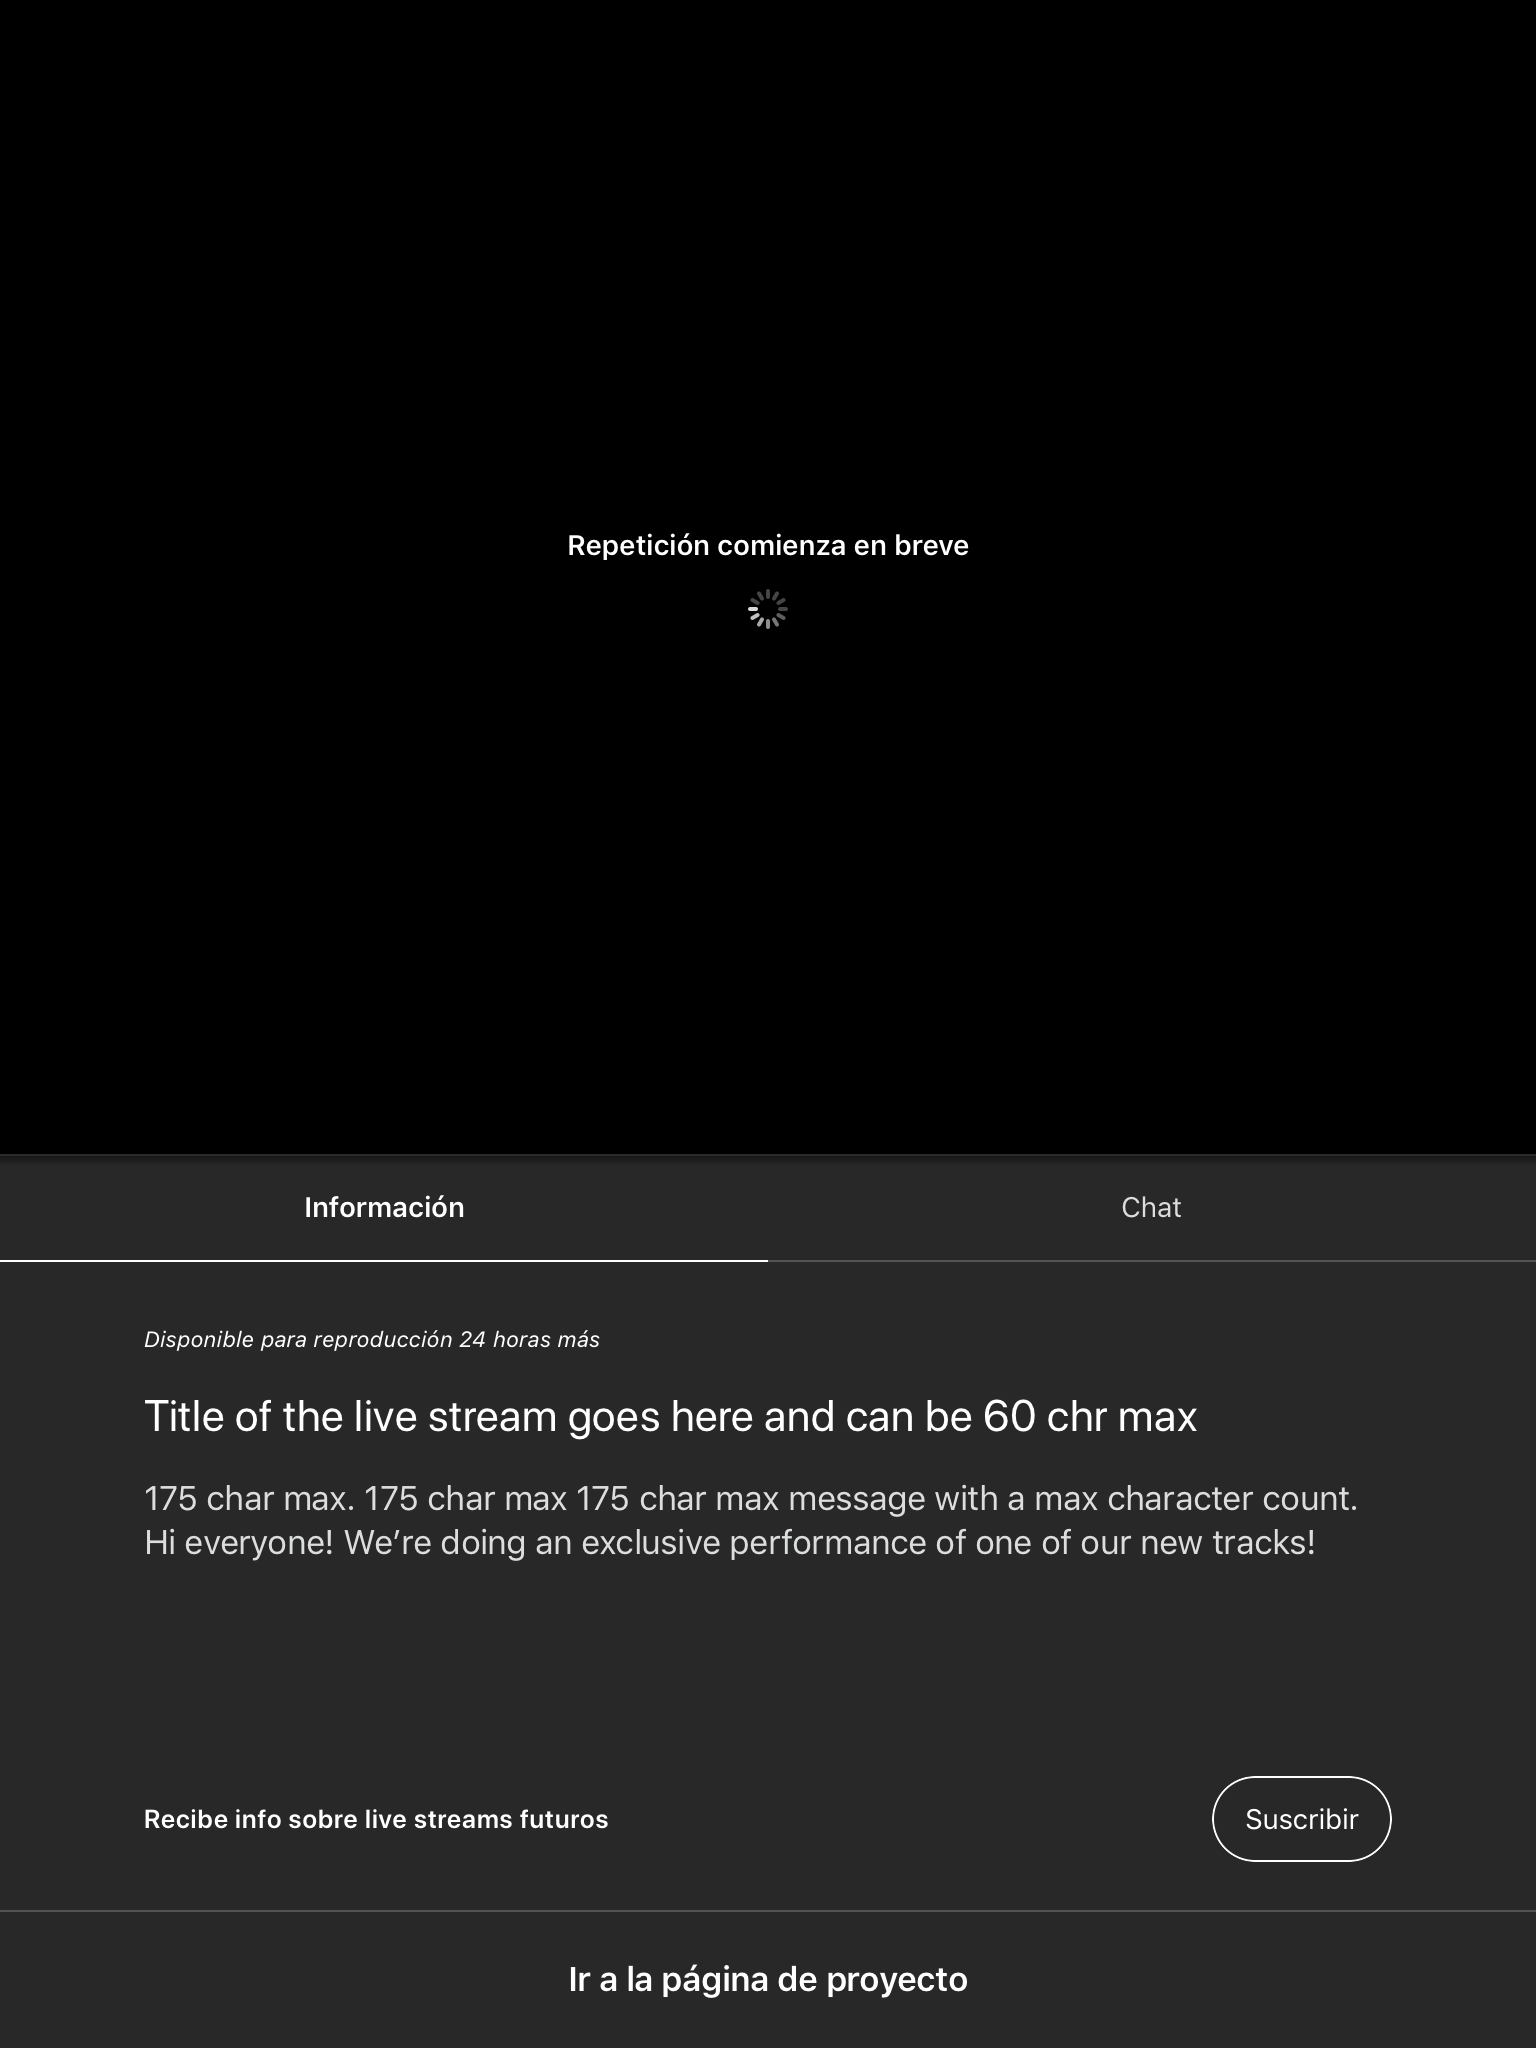 Repetición comienza en breve
Información
Chat
Disponible para reproducción 24 horas más
Title of the live stream goes here and can be 60 chr max
175 char max. 175 char max 175 char max message with a max character count.
Hi everyone! We’re doing an exclusive performance of one of our new tracks!
Recibe info sobre live streams futuros
Suscribir
Ir a la página de proyecto